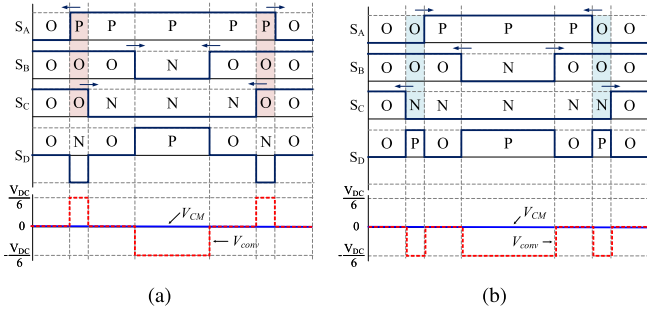 S_A O P P P P P O
S_B O O O N O O O
S_C O O N N N O O
S_D O N O P O N O
V_DC
6
0
V_CM
V_conv
-V_DC
6
(a)
S_A O O P P P O O
S_B O O O N O O O
S_C O N N N N N O
S_D O P O P O P O
V_DC
6
0
V_CM
V_conv
-V_DC
6
(b)